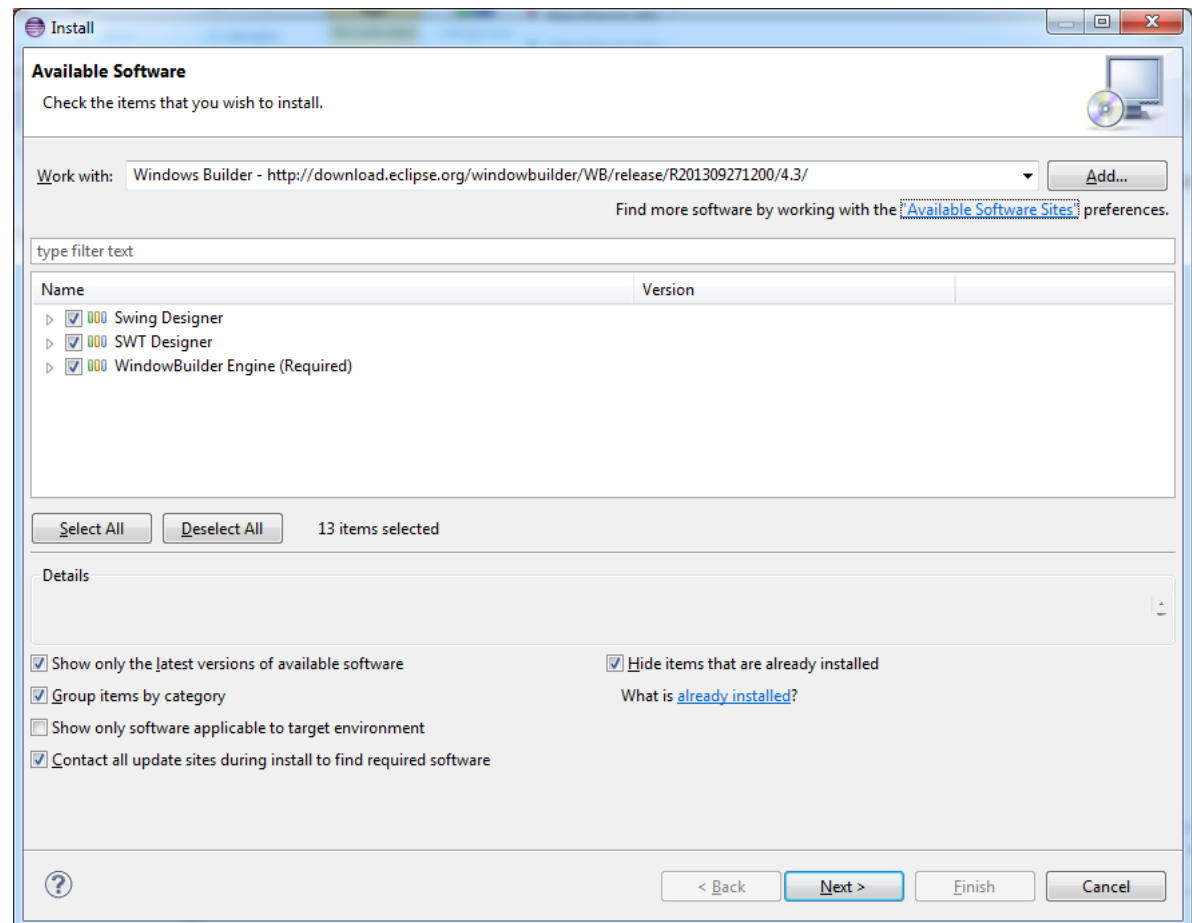 Install
Available Software
Check the items that you wish to install.
Work with: Windows Builder - http://download.eclipse.org/windowbuilder/WB/release/R201309271200/4.3/ Add...
Find more software by working with the "Available Software Sites" preferences.
type filter text
Name Version
Swing Designer
SWT Designer
WindowBuilder Engine (Required)
Select All Deselect All 13 items selected
Details
Show only the latest versions of available software Hide items that are already installed
Group items by category What is already installed?
Show only software applicable to target environment
Contact all update sites during install to find required software
? < Back Next > Finish Cancel